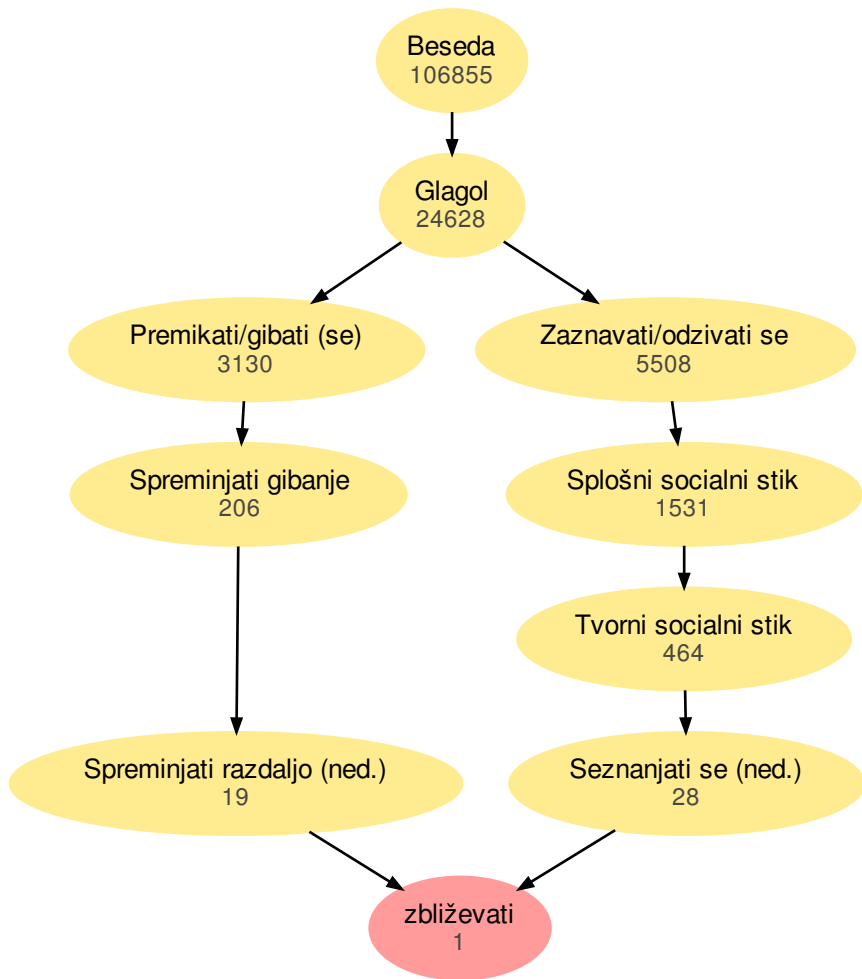 Beseda
106855
Glagol
24628
Premikati/gibati (se)
3130
Zaznavati/odzivati se
5508
Spreminjati gibanje
206
Splošni socialni stik
1531
Tvorni socialni stik
464
Spreminjati razdaljo (ned.)
19
Seznanjati se (ned.)
28
zbliževati
1